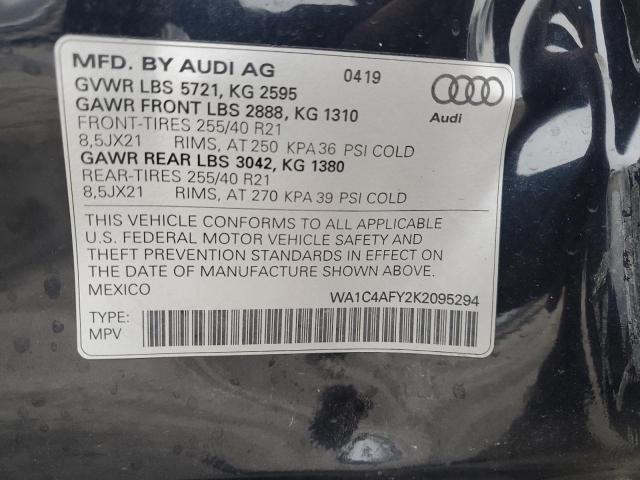 MFD. BY AUDI AG 0419
GVWR LBS 5721, KG 2595
GAWR FRONT LBS 2888, KG 1310
FRONT-TIRES 255/40 R21
8,5JX21 RIMS, AT 250 KPA 36 PSI COLD
GAWR REAR LBS 3042, KG 1380
REAR-TIRES 255/40 R21
8,5JX21 RIMS, AT 270 KPA 39 PSI COLD
Audi
THIS VEHICLE CONFORMS TO ALL APPLICABLE
U.S. FEDERAL MOTOR VEHICLE SAFETY AND
THEFT PREVENTION STANDARDS IN EFFECT ON
THE DATE OF MANUFACTURE SHOWN ABOVE.
MEXICO WA1C4AFY2K2095294
TYPE:
MPV